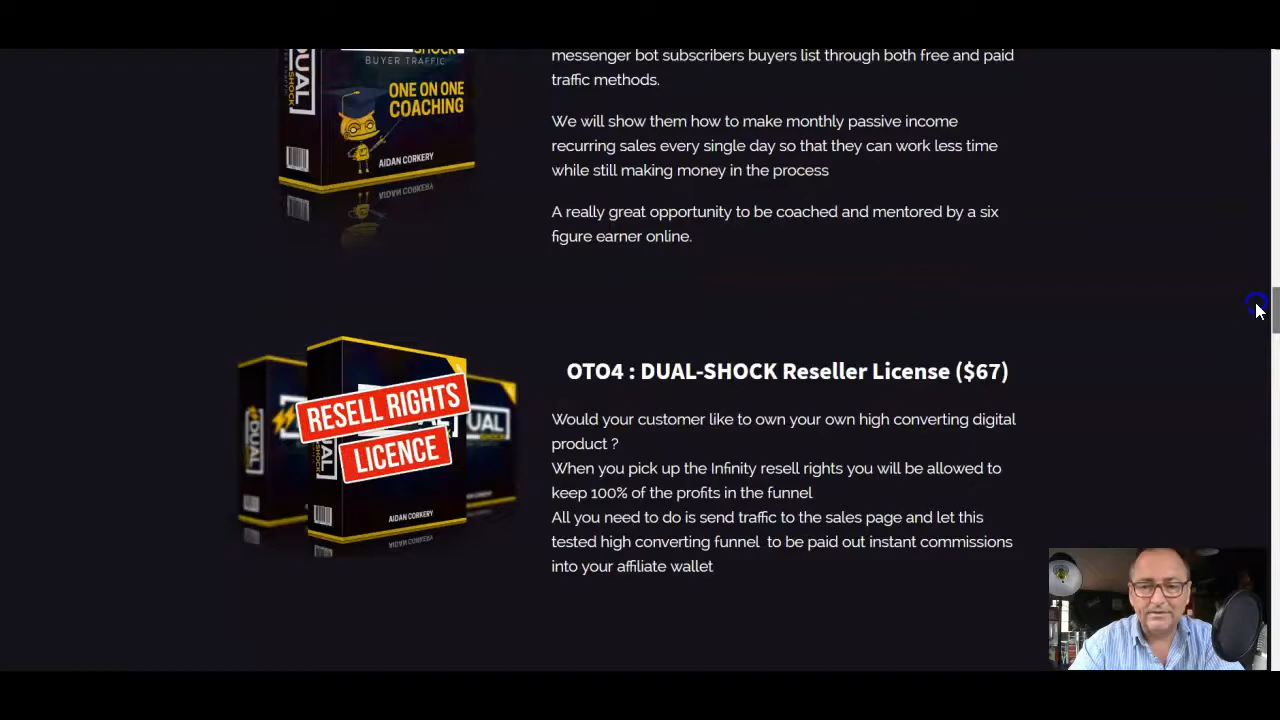 DUAL
SHOCK
SHOCK
BUYER TRAFFIC
ONE ON ONE
COACHING
AIDAN CORKERY
messenger bot subscribers buyers list through both free and paid
traffic methods.
We will show them how to make monthly passive income
recurring sales every single day so that they can work less time
while still making money in the process
A really great opportunity to be coached and mentored by a six
figure earner online.
RESELL RIGHTS
LICENCE
DUAL
SHOCK
UAL
SHOCK
AIDAN CORKERY
OTO4 : DUAL-SHOCK Reseller License ($67)
Would your customer like to own your own high converting digital
product ?
When you pick up the Infinity resell rights you will be allowed to
keep 100% of the profits in the funnel
All you need to do is send traffic to the sales page and let this
tested high converting funnel  to be paid out instant commissions
into your affiliate wallet